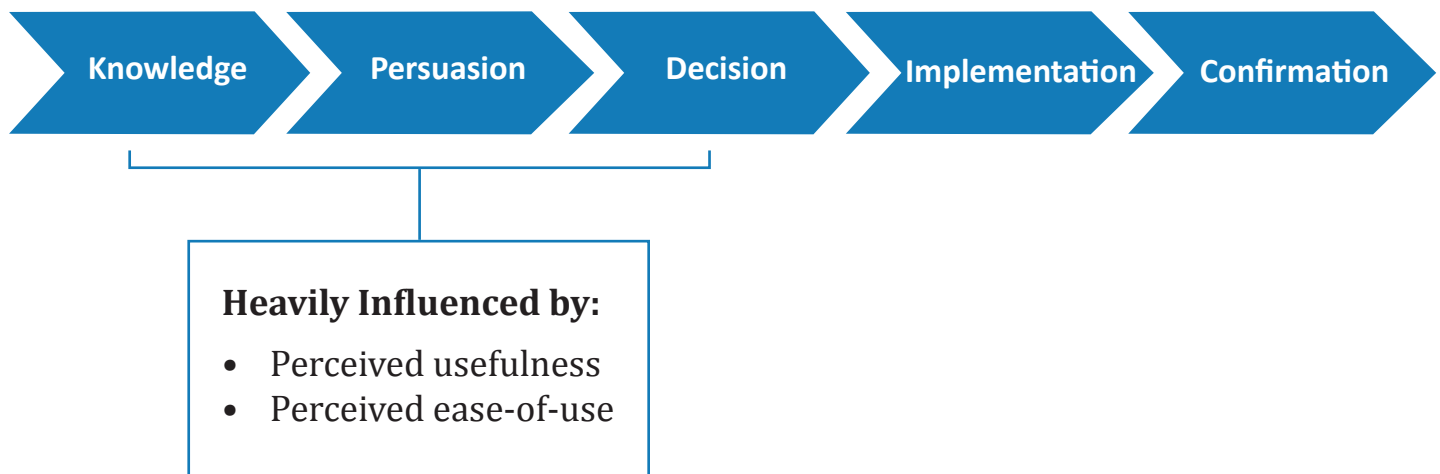 Knowledge
Persuasion
Decision
Implementation
Confirmation
Heavily Influenced by:
• Perceived usefulness
• Perceived ease-of-use